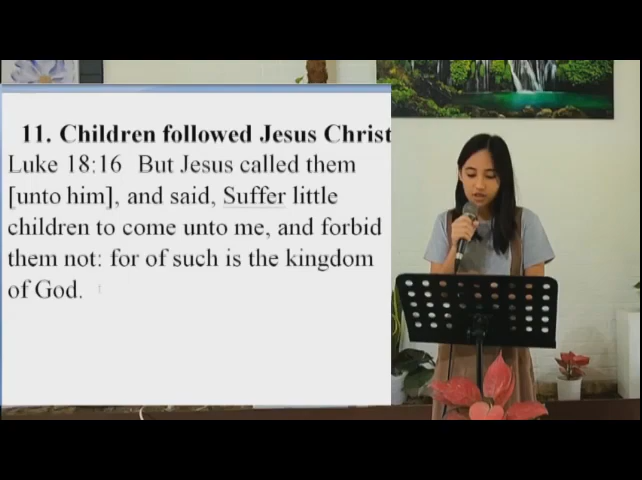 11. Children followed Jesus Christ
Luke 18:16 But Jesus called them
[unto him], and said, Suffer little
children to come unto me, and forbid
them not: for of such is the kingdom
of God.